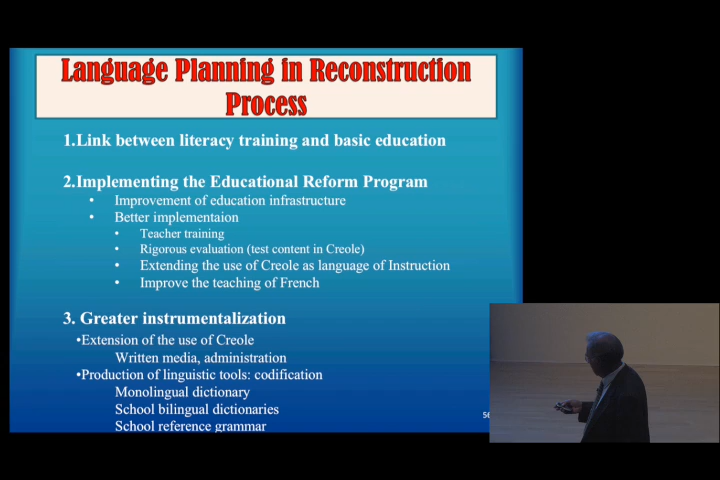 Language Planning in Reconstruction
Process
1.Link between literacy training and basic education
2.Implementing the Educational Reform Program
• Improvement of education infrastructure
• Better implementaion
• Teacher training
• Rigorous evaluation (test content in Creole)
• Extending the use of Creole as language of Instruction
• Improve the teaching of French
3. Greater instrumentalization
•Extension of the use of Creole
Written media, administration
•Production of linguistic tools: codification
Monolingual dictionary
School bilingual dictionaries
School reference grammar